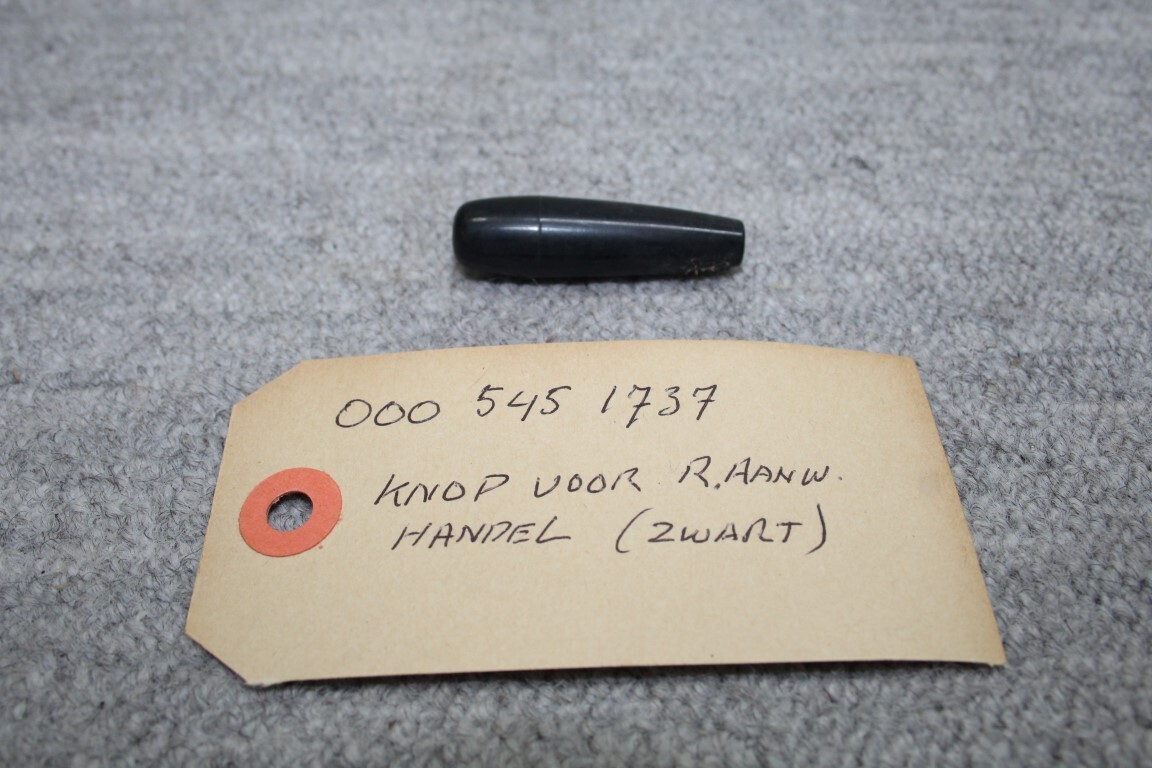 000 545 1737
KNOP VOOR R.AANW.
HANDEL (ZWART)